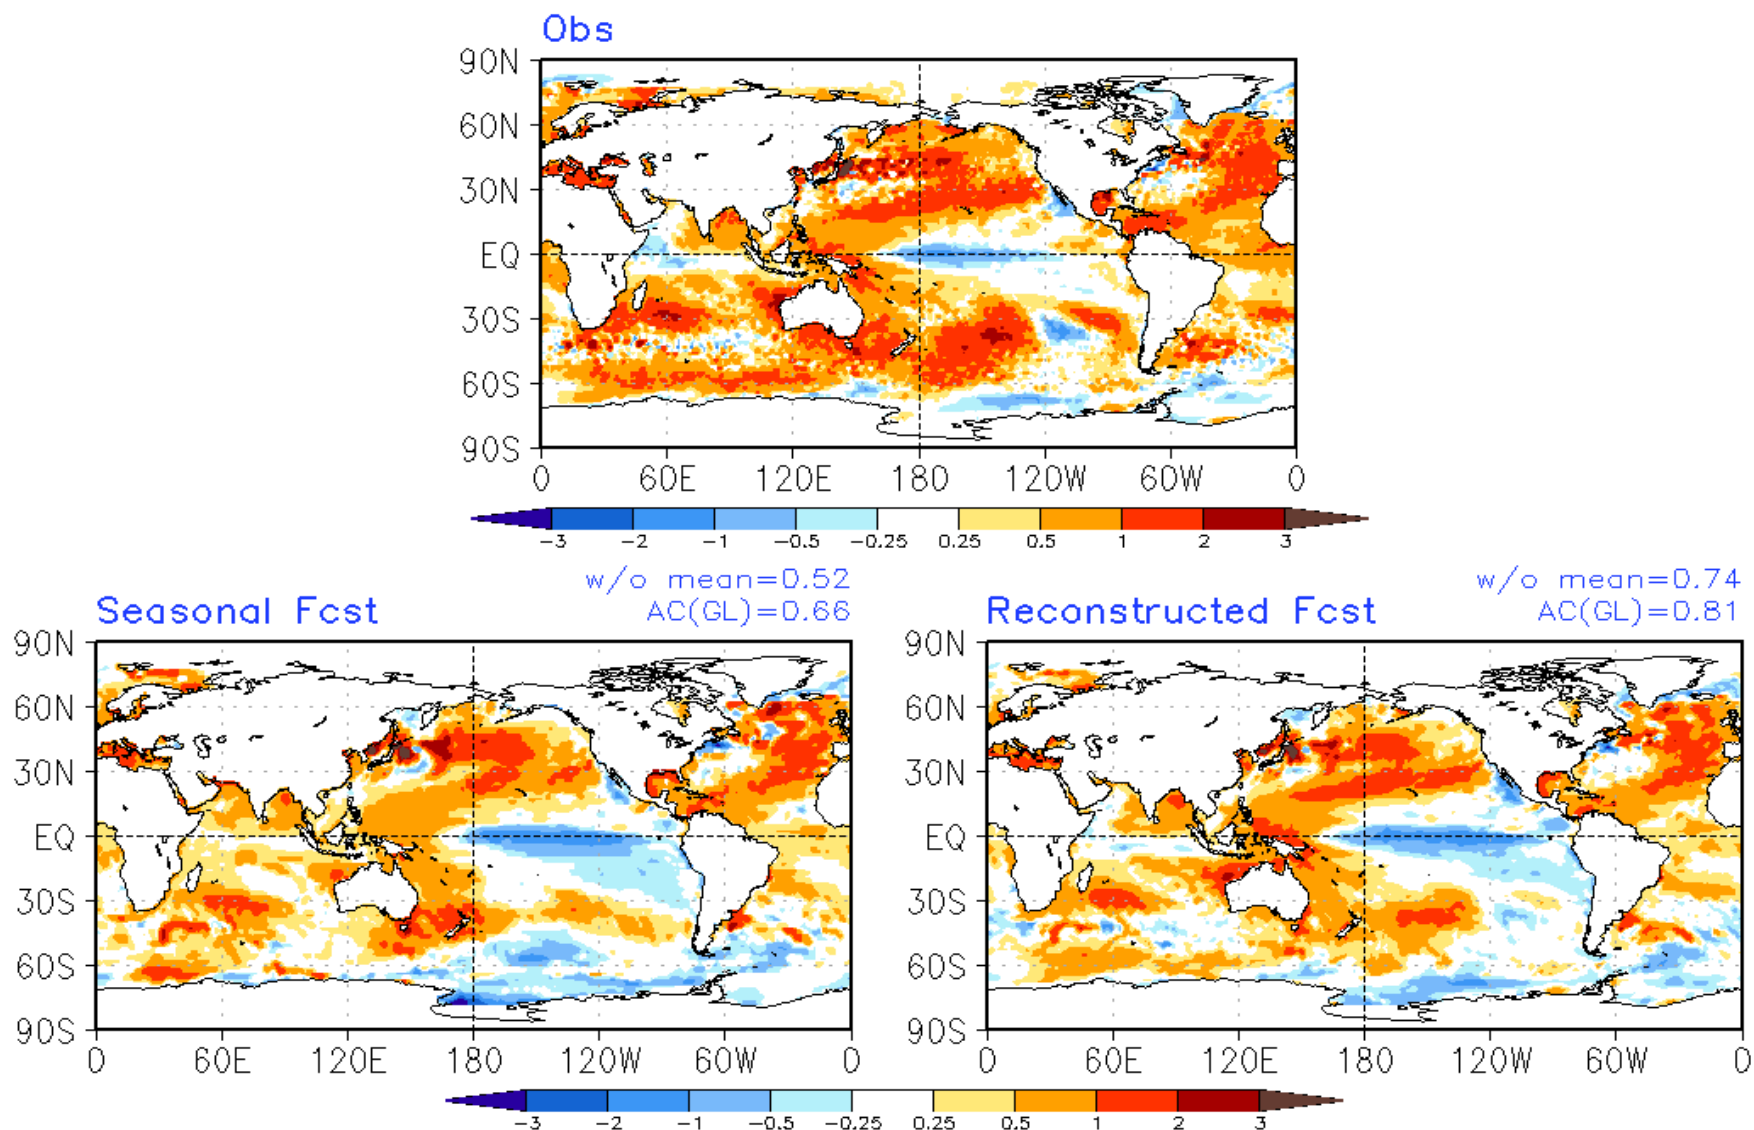 Obs
90N
60N
30N
EQ
30S
60S
90S
0 60E 120E 180 120W 60W 0
-3 -2 -1 -0.5 -0.25 0.25 0.5 1 2 3
w/o mean=0.52
Seasonal Fcst AC(GL)=0.66
90N
60N
30N
EQ
30S
60S
90S
0 60E 120E 180 120W 60W 0
w/o mean=0.74
Reconstructed Fcst AC(GL)=0.81
90N
60N
30N
EQ
30S
60S
90S
0 60E 120E 180 120W 60W 0
-3 -2 -1 -0.5 -0.25 0.25 0.5 1 2 3